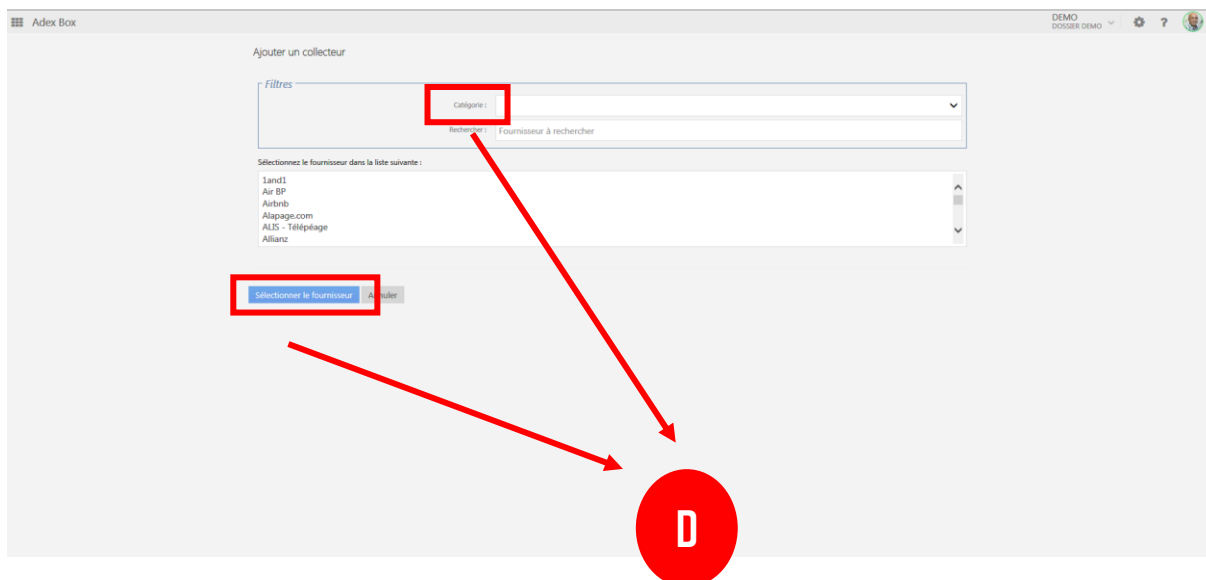 Adex Box
DEMO
DOSSIER DEMO
?
Ajouter un collecteur
Filtres
Catégorie :
Rechercher : Fournisseur à rechercher
Sélectionnez le fournisseur dans la liste suivante :
1and1
Air BP
Airbnb
Alapage.com
ALIS - Télépéage
Allianz
Sélectionner le fournisseur Annuler
D